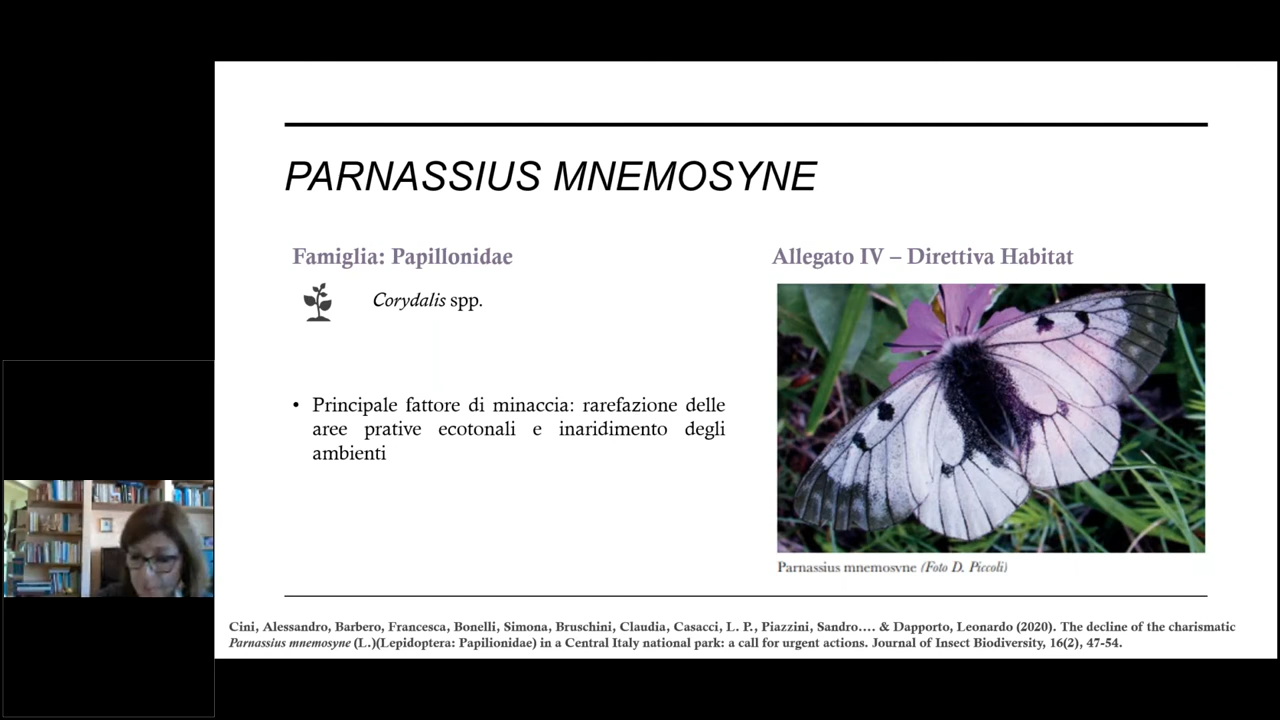 PARNASSIUS MNEMOSYNE
Famiglia: Papillonidae
Corydalis spp.
• Principale fattore di minaccia: rarefazione delle
aree prative ecotonali e inaridimento degli
ambienti
Allegato IV – Direttiva Habitat
Parnassius mnemosyne (Foto D. Piccoli)
Cini, Alessandro, Barbero, Francesca, Bonelli, Simona, Bruschini, Claudia, Casacci, L. P., Piazzini, Sandro.... & Dapporto, Leonardo (2020). The decline of the charismatic
Parnassius mnemosyne (L.)(Lepidoptera: Papilionidae) in a Central Italy national park: a call for urgent actions. Journal of Insect Biodiversity, 16(2), 47-54.